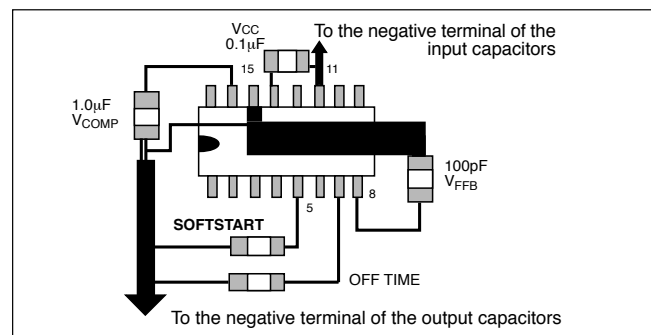 VCC
0.1μF
To the negative terminal of the
input capacitors
15
11
1.0μF
VCOMP
100pF
VFFB
5
8
SOFTSTART
OFF TIME
To the negative terminal of the output capacitors